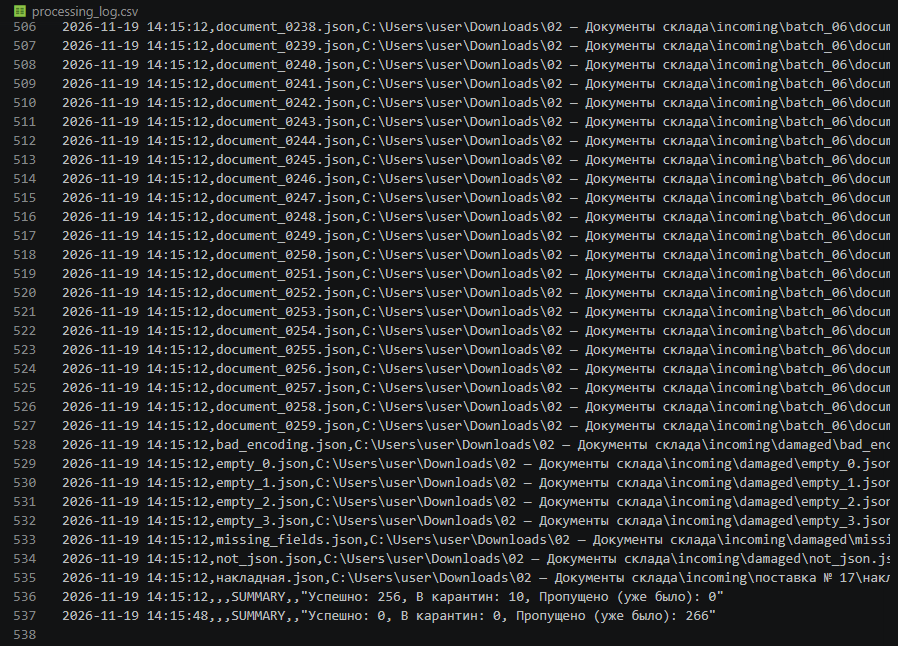 processing_log.csv
506 2026-11-19 14:15:12,document_0238.json,C:\Users\user\Downloads\02 — Документы склада\incoming\batch_06\docum
507 2026-11-19 14:15:12,document_0239.json,C:\Users\user\Downloads\02 — Документы склада\incoming\batch_06\docum
508 2026-11-19 14:15:12,document_0240.json,C:\Users\user\Downloads\02 — Документы склада\incoming\batch_06\docum
509 2026-11-19 14:15:12,document_0241.json,C:\Users\user\Downloads\02 — Документы склада\incoming\batch_06\docum
510 2026-11-19 14:15:12,document_0242.json,C:\Users\user\Downloads\02 — Документы склада\incoming\batch_06\docum
511 2026-11-19 14:15:12,document_0243.json,C:\Users\user\Downloads\02 — Документы склада\incoming\batch_06\docum
512 2026-11-19 14:15:12,document_0244.json,C:\Users\user\Downloads\02 — Документы склада\incoming\batch_06\docum
513 2026-11-19 14:15:12,document_0245.json,C:\Users\user\Downloads\02 — Документы склада\incoming\batch_06\docum
514 2026-11-19 14:15:12,document_0246.json,C:\Users\user\Downloads\02 — Документы склада\incoming\batch_06\docum
515 2026-11-19 14:15:12,document_0247.json,C:\Users\user\Downloads\02 — Документы склада\incoming\batch_06\docum
516 2026-11-19 14:15:12,document_0248.json,C:\Users\user\Downloads\02 — Документы склада\incoming\batch_06\docum
517 2026-11-19 14:15:12,document_0249.json,C:\Users\user\Downloads\02 — Документы склада\incoming\batch_06\docum
518 2026-11-19 14:15:12,document_0250.json,C:\Users\user\Downloads\02 — Документы склада\incoming\batch_06\docum
519 2026-11-19 14:15:12,document_0251.json,C:\Users\user\Downloads\02 — Документы склада\incoming\batch_06\docum
520 2026-11-19 14:15:12,document_0252.json,C:\Users\user\Downloads\02 — Документы склада\incoming\batch_06\docum
521 2026-11-19 14:15:12,document_0253.json,C:\Users\user\Downloads\02 — Документы склада\incoming\batch_06\docum
522 2026-11-19 14:15:12,document_0254.json,C:\Users\user\Downloads\02 — Документы склада\incoming\batch_06\docum
523 2026-11-19 14:15:12,document_0255.json,C:\Users\user\Downloads\02 — Документы склада\incoming\batch_06\docum
524 2026-11-19 14:15:12,document_0256.json,C:\Users\user\Downloads\02 — Документы склада\incoming\batch_06\docum
525 2026-11-19 14:15:12,document_0257.json,C:\Users\user\Downloads\02 — Документы склада\incoming\batch_06\docum
526 2026-11-19 14:15:12,document_0258.json,C:\Users\user\Downloads\02 — Документы склада\incoming\batch_06\docum
527 2026-11-19 14:15:12,document_0259.json,C:\Users\user\Downloads\02 — Документы склада\incoming\batch_06\docum
528 2026-11-19 14:15:12,bad_encoding.json,C:\Users\user\Downloads\02 — Документы склада\incoming\damaged\bad_enc
529 2026-11-19 14:15:12,empty_0.json,C:\Users\user\Downloads\02 — Документы склада\incoming\damaged\empty_0.json
530 2026-11-19 14:15:12,empty_1.json,C:\Users\user\Downloads\02 — Документы склада\incoming\damaged\empty_1.json
531 2026-11-19 14:15:12,empty_2.json,C:\Users\user\Downloads\02 — Документы склада\incoming\damaged\empty_2.json
532 2026-11-19 14:15:12,empty_3.json,C:\Users\user\Downloads\02 — Документы склада\incoming\damaged\empty_3.json
533 2026-11-19 14:15:12,missing_fields.json,C:\Users\user\Downloads\02 — Документы склада\incoming\damaged\missi
534 2026-11-19 14:15:12,not_json.json,C:\Users\user\Downloads\02 — Документы склада\incoming\damaged\not_json.js
535 2026-11-19 14:15:12,накладная.json,C:\Users\user\Downloads\02 — Документы склада\incoming\поставка № 17\накл
536 2026-11-19 14:15:12,,,SUMMARY,,"Успешно: 256, В карантин: 10, Пропущено (уже было): 0"
537 2026-11-19 14:15:48,,,SUMMARY,,"Успешно: 0, В карантин: 0, Пропущено (уже было): 266"
538